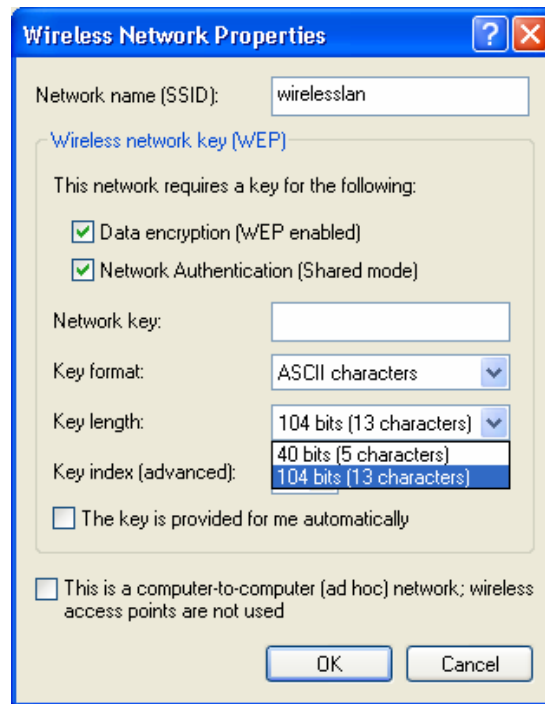 Wireless Network Properties
Network name (SSID): wirelesslan
Wireless network key (WEP)
This network requires a key for the following:
Data encryption (WEP enabled)
Network Authentication (Shared mode)
Network key:
Key format: ASCII characters
Key length: 104 bits (13 characters)
40 bits (5 characters)
Key index (advanced): 104 bits (13 characters)
The key is provided for me automatically
This is a computer-to-computer (ad hoc) network; wireless
access points are not used
OK Cancel